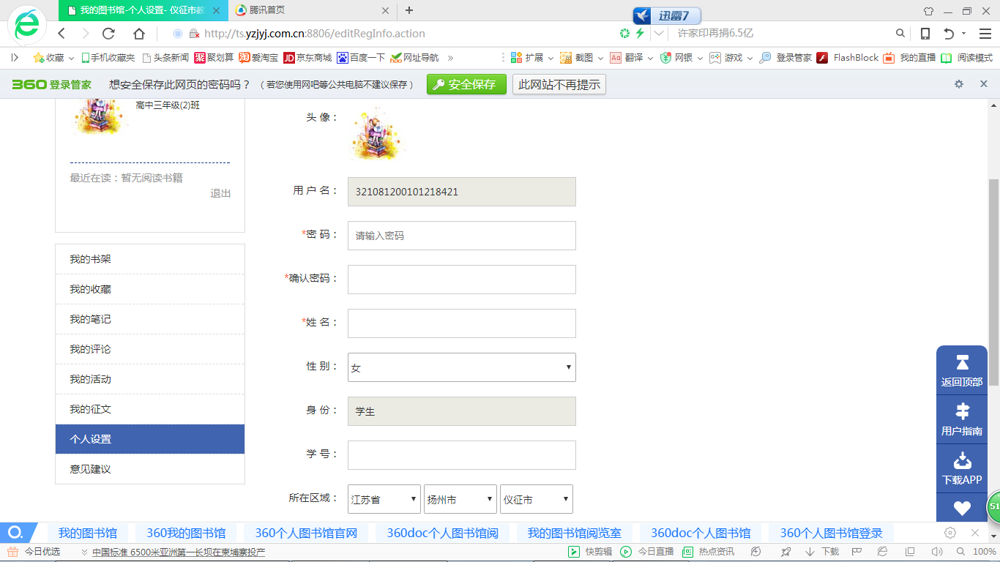 我的图书馆-个人设置- 仪征市教
腾讯首页
迅雷7
http://ts.yzjyj.com.cn:8806/editRegInfo.action
许家印再捐6.5亿
收藏 手机收藏夹 头条新闻 聚划算 爱淘宝 京东商城 百度一下 网址导航 » 扩展 截图 翻译 网银 游戏 登录管家 FlashBlock 我的直播 阅读模式
360 登录管家 想安全保存此网页的密码吗？ （若您使用网吧等公共电脑不建议保存） 安全保存 此网站不再提示
高中三年级(2)班
最近在读：暂无阅读书籍
退出
我的书架
我的收藏
我的笔记
我的评论
我的活动
我的征文
个人设置
意见建议
头 像：
用 户 名： 321081200101218421
*密 码： 请输入密码
*确认密码：
*姓 名：
性 别： 女
身 份： 学生
学 号：
所在区域： 江苏省 扬州市 仪征市
返回顶部
用户指南
下载APP
51
我的图书馆 360我的图书馆 360个人图书馆官网 360doc个人图书馆阅 我的图书馆阅览室 360doc个人图书馆 360个人图书馆登录
今日优选 中国标准 6500米亚洲第一长坝在柬埔寨投产 快剪辑 今日直播 热点资讯 下载 100%